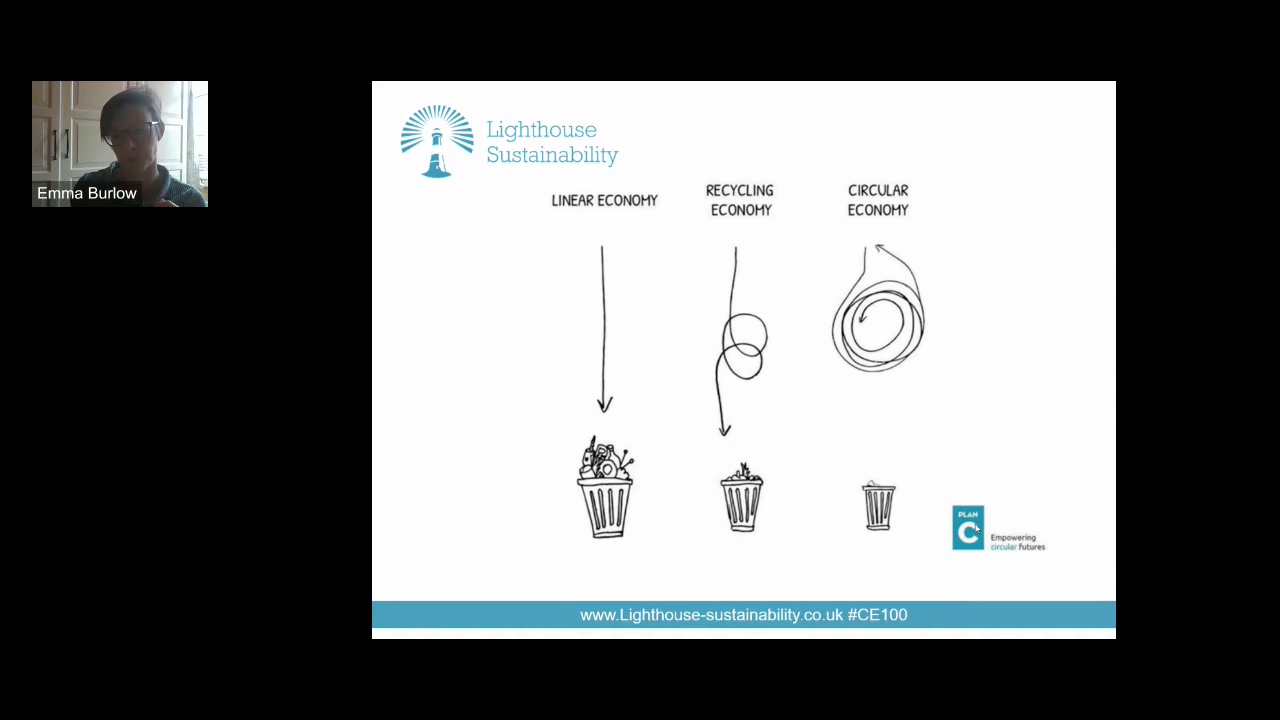 Emma Burlow
Lighthouse
Sustainability
LINEAR ECONOMY
RECYCLING
ECONOMY
CIRCULAR
ECONOMY
PLAN
C
Empowering
circular futures
www.Lighthouse-sustainability.co.uk #CE100